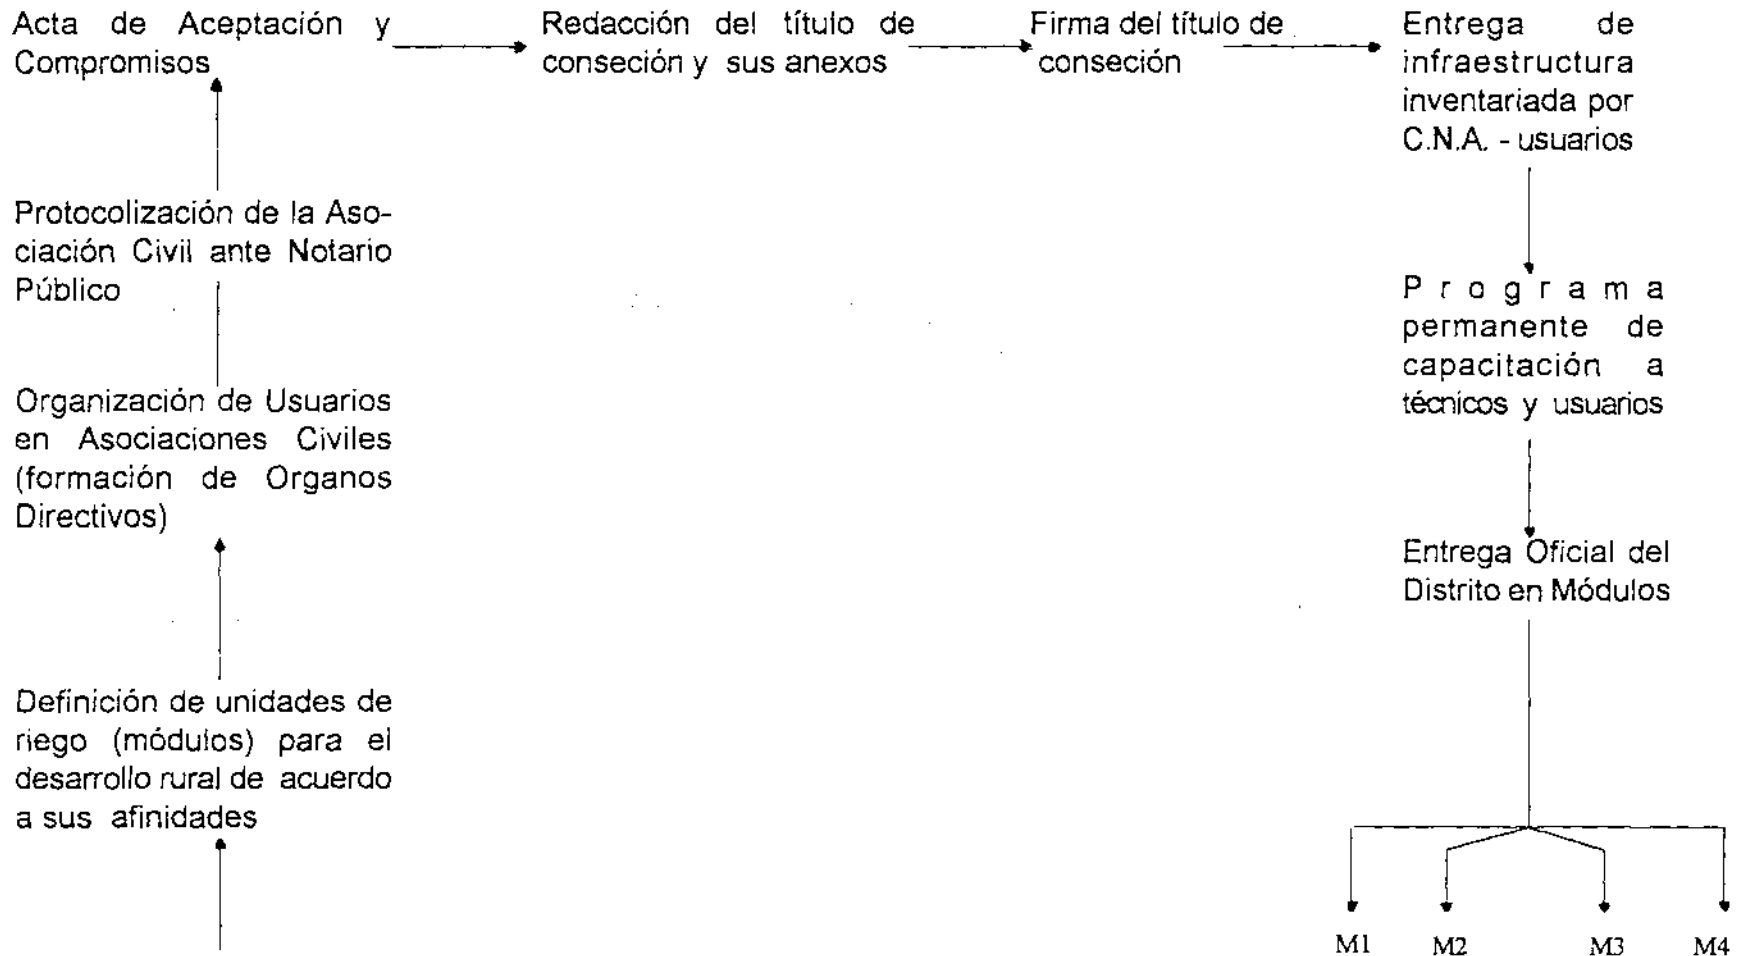 Acta de Aceptación y
Compromisos
Redacción del título de
conseción y sus anexos
Firma del título de
conseción
Entrega de
infraestructura
inventariada por
C.N.A. - usuarios
Protocolización de la Aso-
ciación Civil ante Notario
Público
Programa
permanente de
capacitación a
técnicos y usuarios
Organización de Usuarios
en Asociaciones Civiles
(formación de Organos
Directivos)
Entrega Oficial del
Distrito en Módulos
Definición de unidades de
riego (módulos) para el
desarrollo rural de acuerdo
a sus afinidades
M1 M2 M3 M4